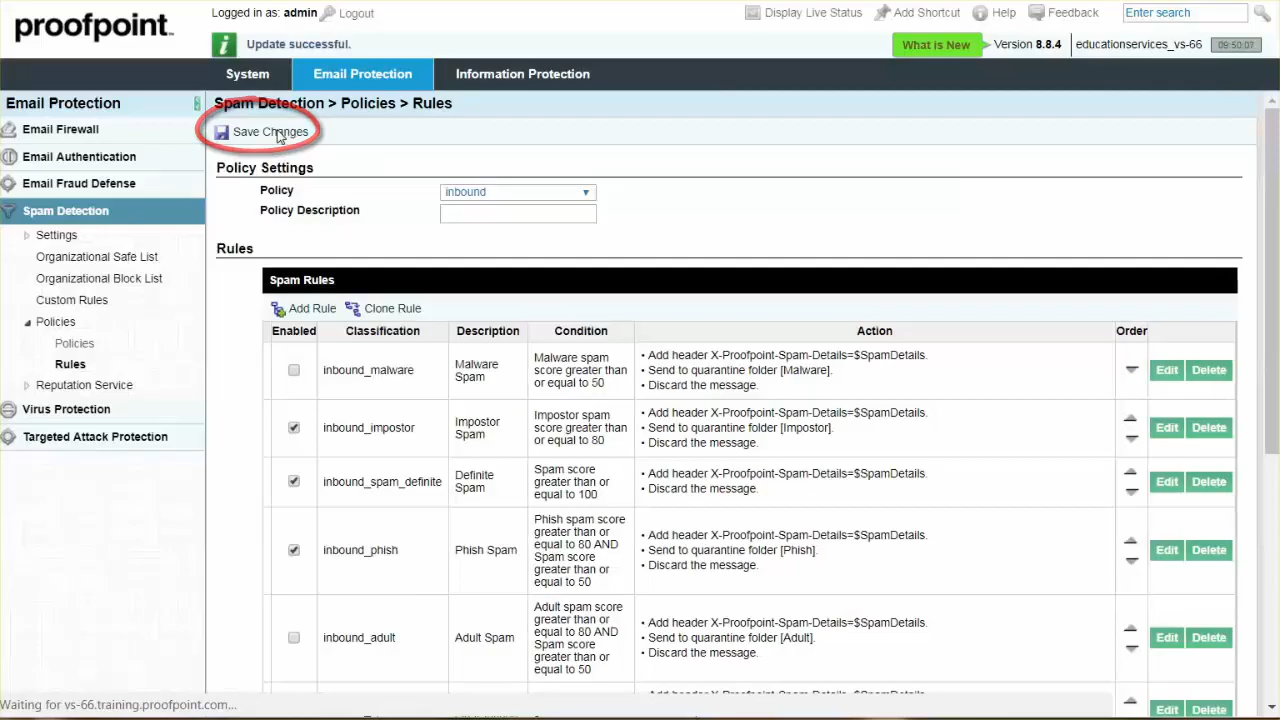 proofpoint™
Logged in as: admin Logout
Display Live Status Add Shortcut Help Feedback Enter search
Update successful.
What is New Version 8.8.4 educationservices_vs-66 09:50:07
System Email Protection Information Protection
Email Protection
Spam Detection > Policies > Rules
Email Firewall
Email Authentication
Email Fraud Defense
Spam Detection
Settings
Organizational Safe List
Organizational Block List
Custom Rules
Policies
Policies
Rules
Reputation Service
Virus Protection
Targeted Attack Protection
Save Changes
Policy Settings
Policy inbound
Policy Description
Rules
Spam Rules
Add Rule Clone Rule
Enabled Classification Description Condition Action Order
inbound_malware
Malware
Spam
Malware spam
score greater than
or equal to 50
• Add header X-Proofpoint-Spam-Details=$SpamDetails.
• Send to quarantine folder [Malware].
• Discard the message.
Edit Delete
inbound_impostor
Impostor
Spam
Impostor spam
score greater than
or equal to 80
• Add header X-Proofpoint-Spam-Details=$SpamDetails.
• Send to quarantine folder [Impostor].
• Discard the message.
Edit Delete
inbound_spam_definite
Definite
Spam
Spam score
greater than or
equal to 100
• Add header X-Proofpoint-Spam-Details=$SpamDetails.
• Discard the message.
Edit Delete
inbound_phish
Phish Spam
Phish spam score
greater than or
equal to 80 AND
Spam score
greater than or
equal to 50
• Add header X-Proofpoint-Spam-Details=$SpamDetails.
• Send to quarantine folder [Phish].
• Discard the message.
Edit Delete
inbound_adult
Adult Spam
Adult spam score
greater than or
equal to 80 AND
Spam score
greater than or
equal to 50
• Add header X-Proofpoint-Spam-Details=$SpamDetails.
• Send to quarantine folder [Adult].
• Discard the message.
Edit Delete
Edit Delete
Waiting for vs-66.training.proofpoint.com...